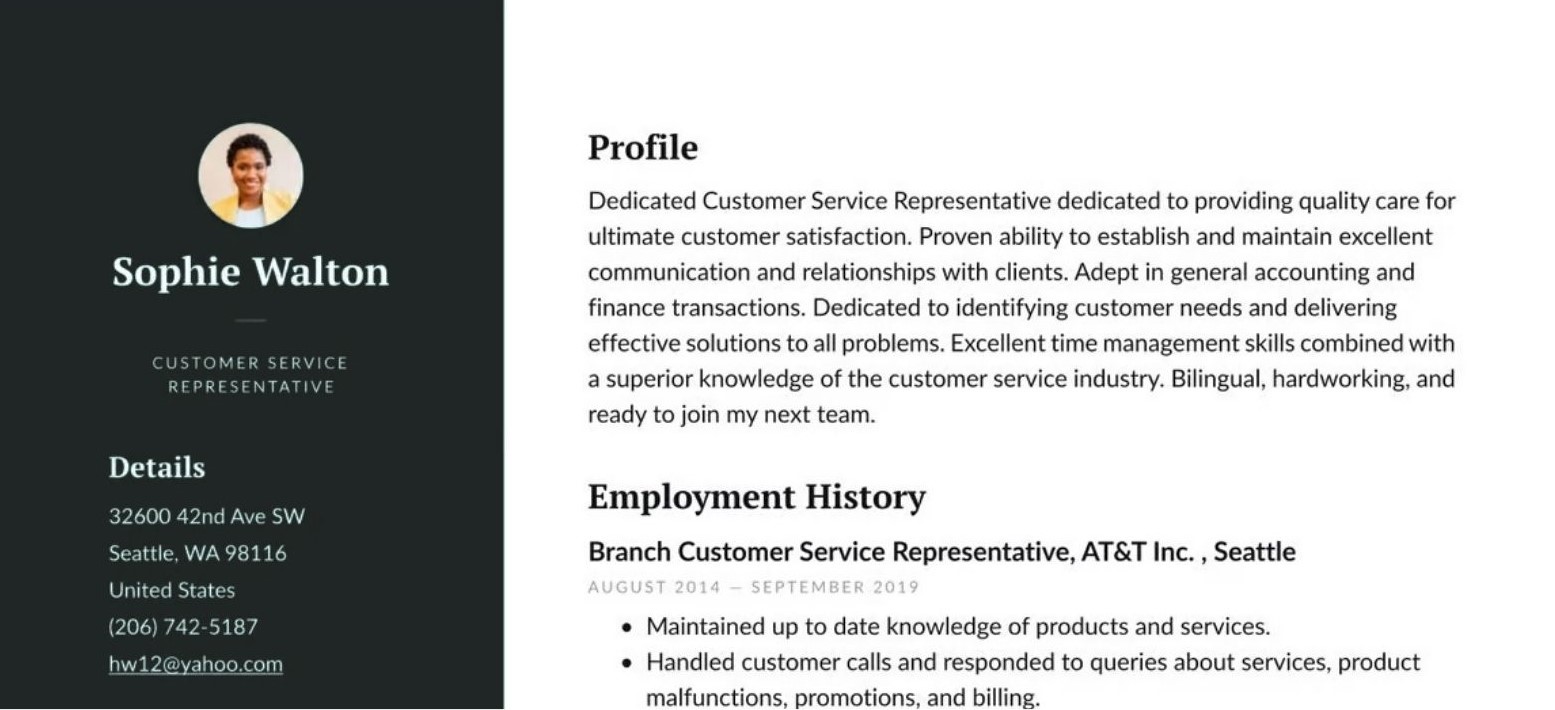 Sophie Walton
CUSTOMER SERVICE
REPRESENTATIVE
Details
32600 42nd Ave SW
Seattle, WA 98116
United States
(206) 742-5187
hw12@yahoo.com
Profile
Dedicated Customer Service Representative dedicated to providing quality care for
ultimate customer satisfaction. Proven ability to establish and maintain excellent
communication and relationships with clients. Adept in general accounting and
finance transactions. Dedicated to identifying customer needs and delivering
effective solutions to all problems. Excellent time management skills combined with
a superior knowledge of the customer service industry. Bilingual, hardworking, and
ready to join my next team.
Employment History
Branch Customer Service Representative, AT&T Inc. , Seattle
AUGUST 2014 — SEPTEMBER 2019
• Maintained up to date knowledge of products and services.
• Handled customer calls and responded to queries about services, product
malfunctions, promotions, and billing.